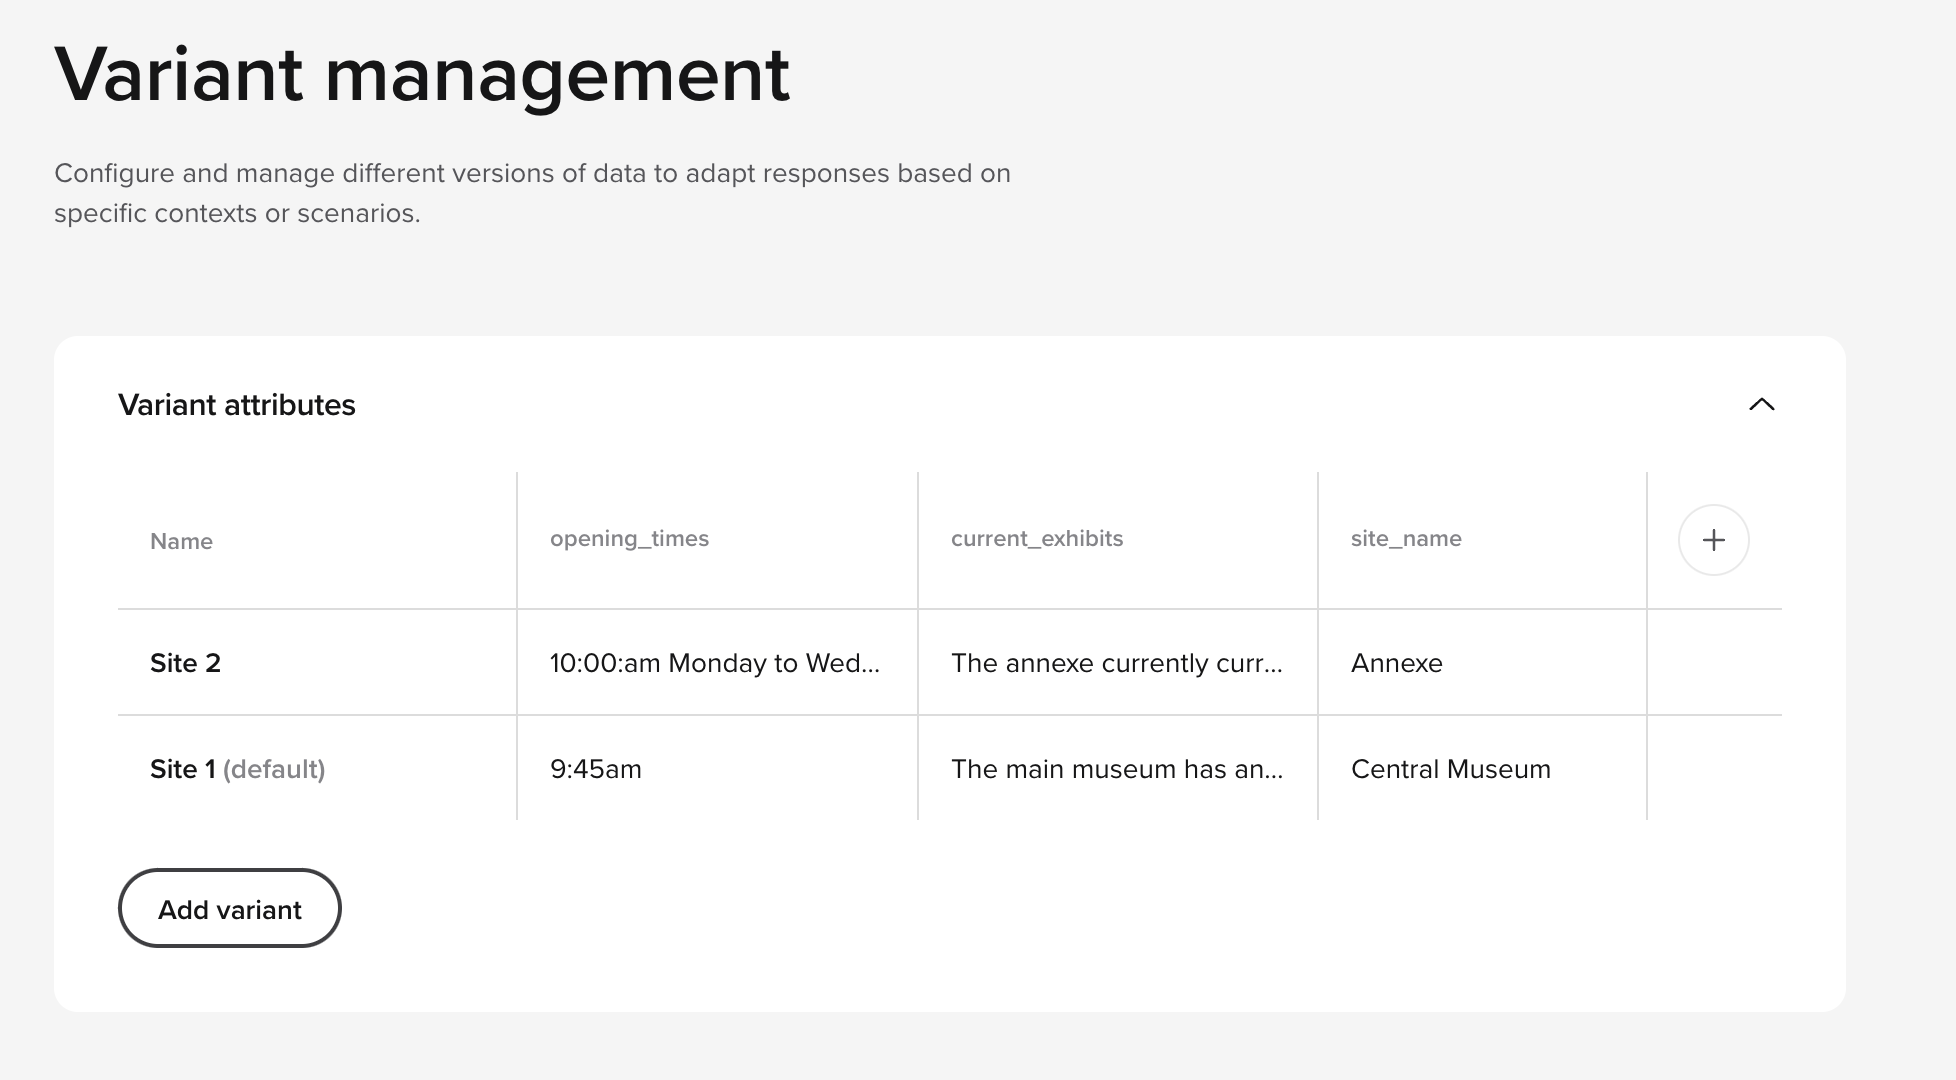 Variant management
Configure and manage different versions of data to adapt responses based on
specific contexts or scenarios.
Variant attributes
Name opening_times current_exhibits site_name +
Site 2 10:00:am Monday to Wed... The annexe currently curr... Annexe
Site 1 (default) 9:45am The main museum has an... Central Museum
Add variant